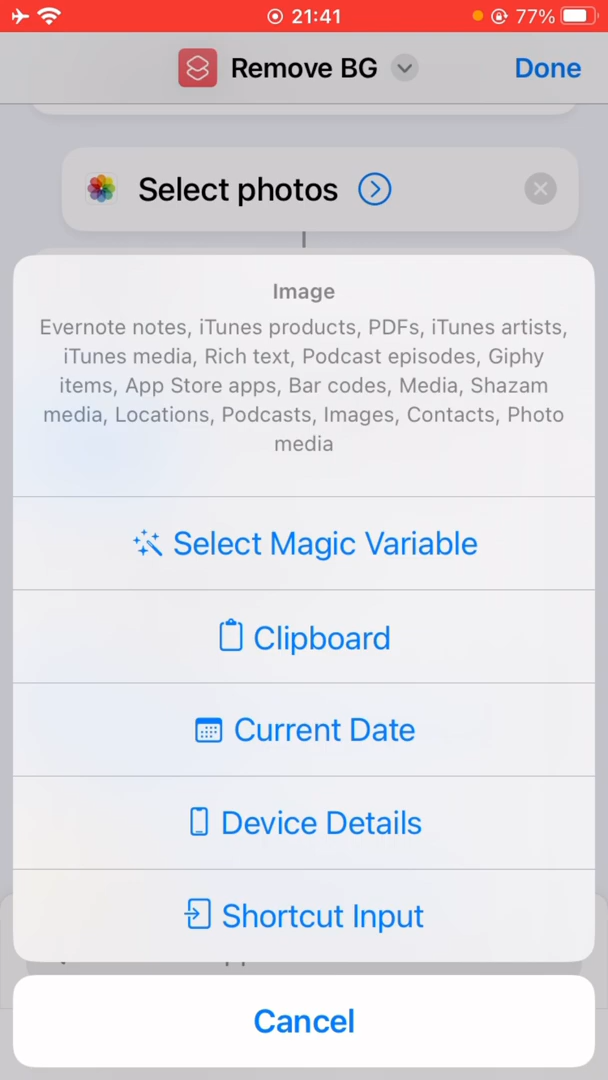 21:41
77%
Remove BG
Done
Select photos
Image
Evernote notes, iTunes products, PDFs, iTunes artists,
iTunes media, Rich text, Podcast episodes, Giphy
items, App Store apps, Bar codes, Media, Shazam
media, Locations, Podcasts, Images, Contacts, Photo
media
Select Magic Variable
Clipboard
Current Date
Device Details
Shortcut Input
Cancel